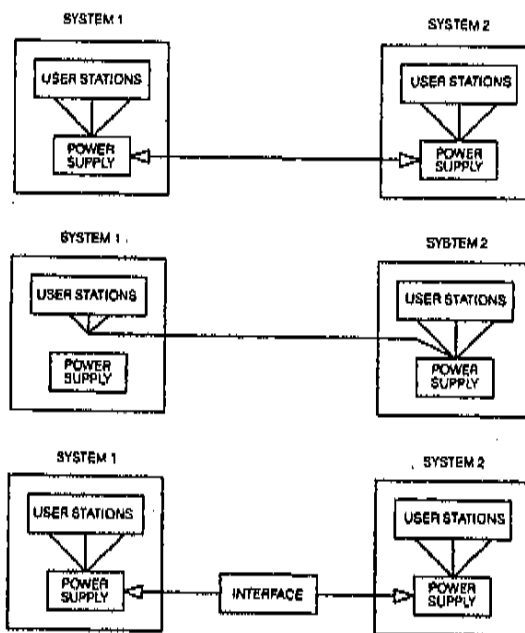 SYSTEM 1
SYSTEM 2
USER STATIONS
USER STATIONS
POWER
SUPPLY
POWER
SUPPLY
SYSTEM 1
SYSTEM 2
USER STATIONS
USER STATIONS
POWER
SUPPLY
POWER
SUPPLY
SYSTEM 1
SYSTEM 2
USER STATIONS
USER STATIONS
POWER
SUPPLY
INTERFACE
POWER
SUPPLY